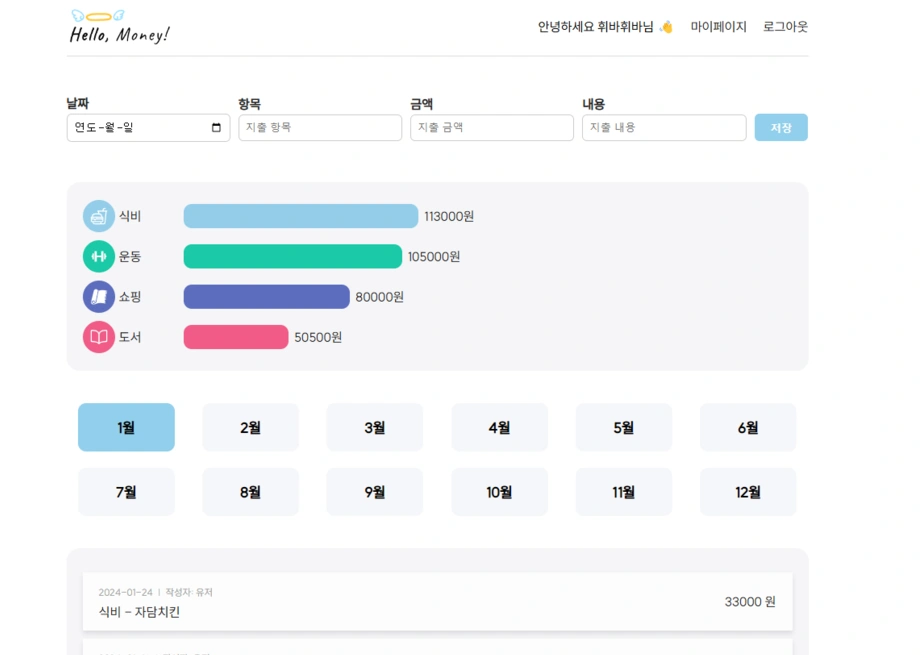 Hello, Money!
안녕하세요 휘바휘바님 👋 마이페이지 로그아웃
날짜 항목 금액 내용
연도-월-일 지출 항목 지출 금액 지출 내용 저장
식비 113000원
운동 105000원
쇼핑 80000원
도서 50500원
1월 2월 3월 4월 5월 6월
7월 8월 9월 10월 11월 12월
2024-01-24 | 작성자: 유저
식비 - 자담치킨 33000 원